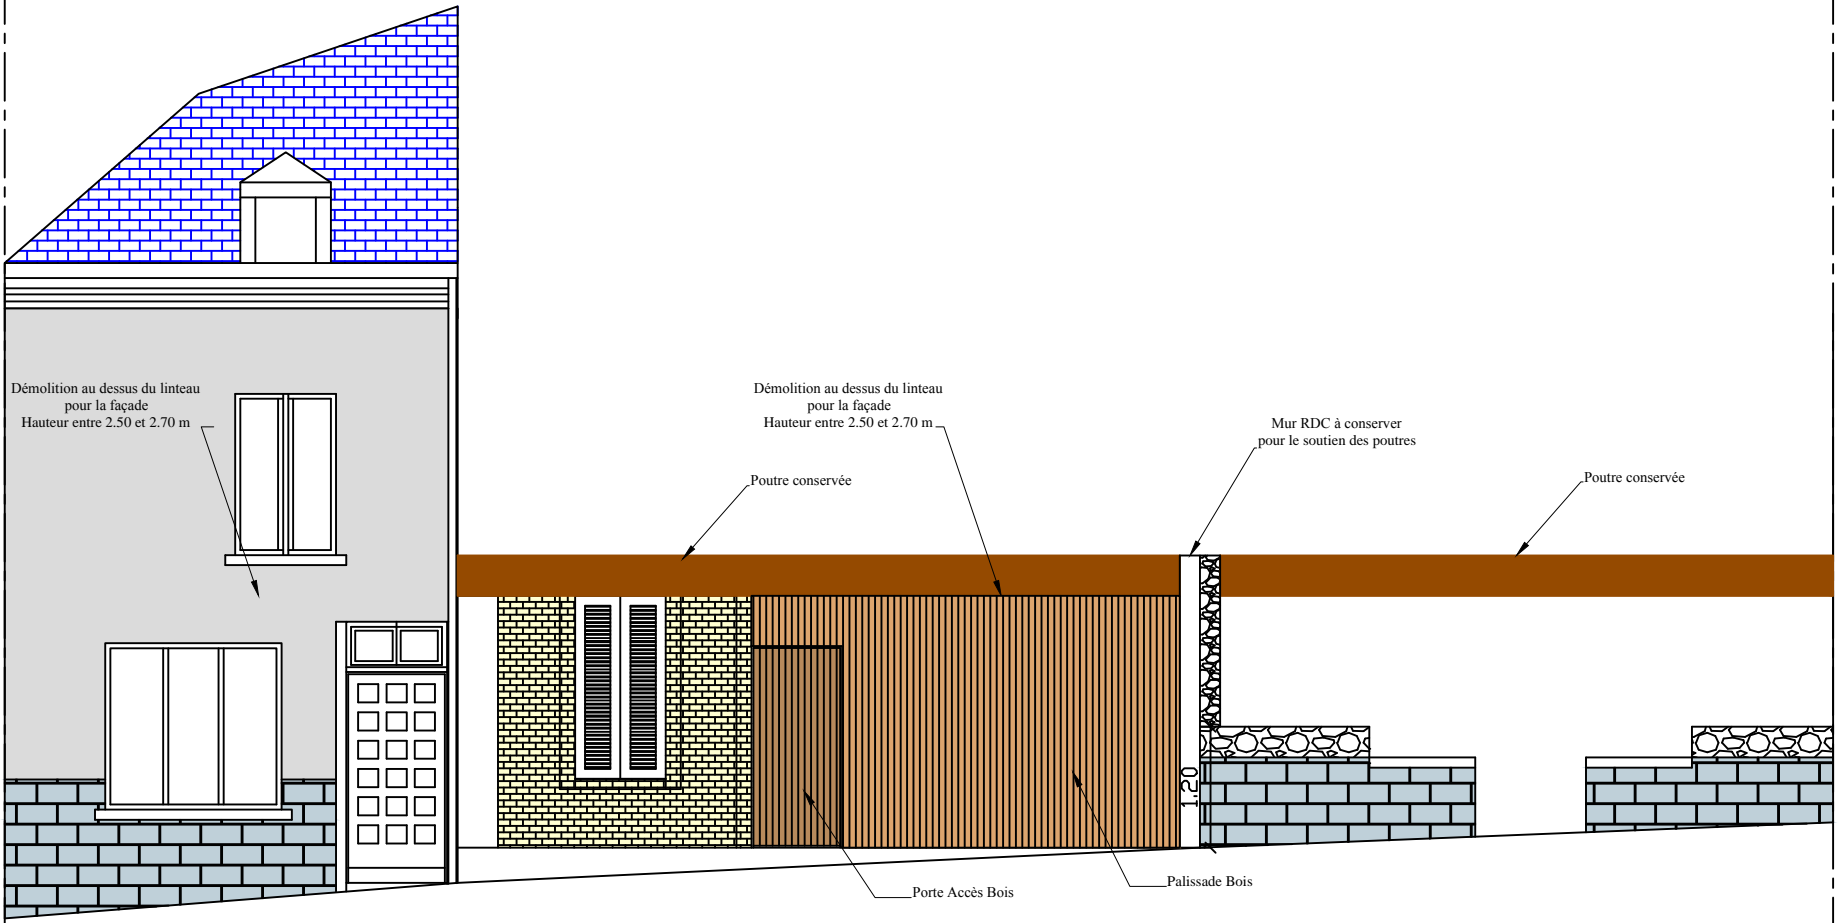 Démolition au dessus du linteau
pour la façade
Hauteur entre 2.50 et 2.70 m
Démolition au dessus du linteau
pour la façade
Hauteur entre 2.50 et 2.70 m
Mur RDC à conserver
pour le soutien des poutres
Poutre conservée
Poutre conservée
1.20
Porte Accès Bois
Palissade Bois